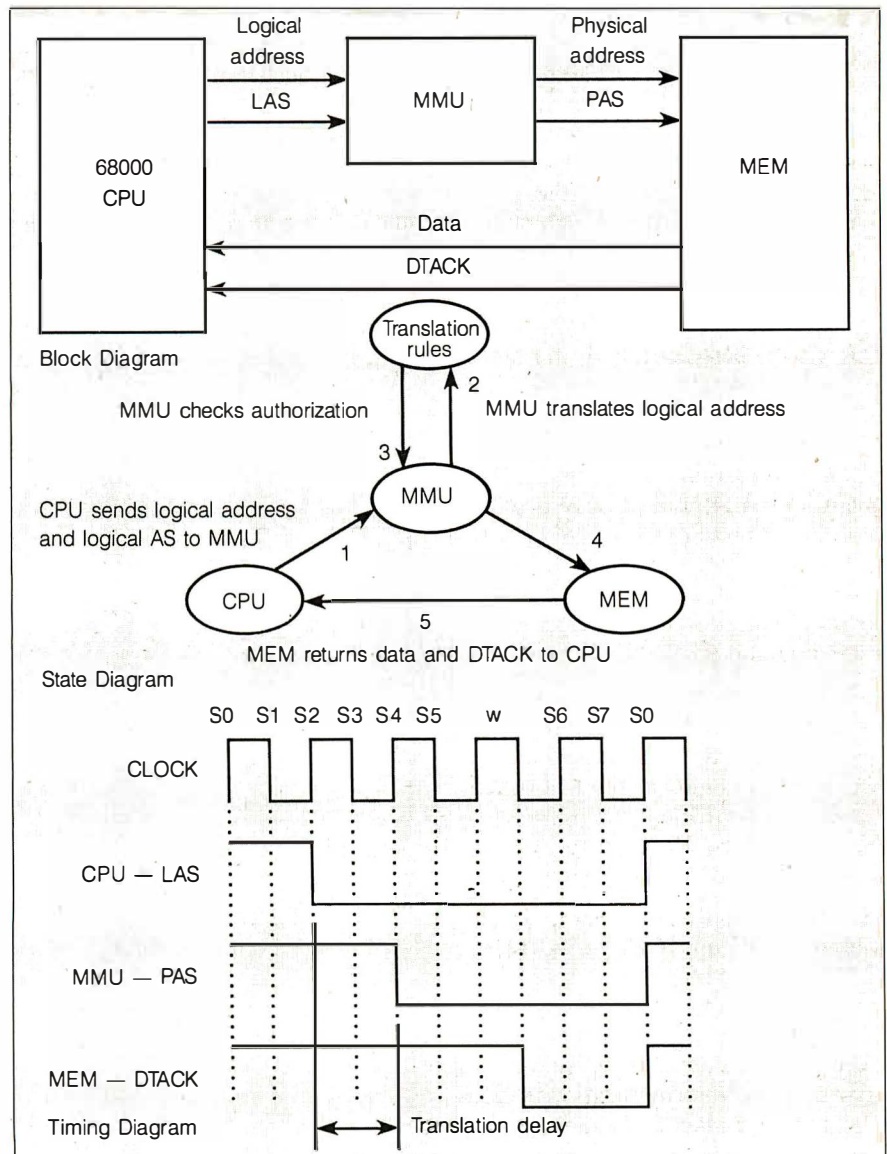 Logical
address
LAS
MMU
Physical
address
PAS
68000
CPU
MEM
Data
DTACK
Block Diagram
Translation
rules
2
MMU checks authorization
MMU translates logical address
3
MMU
CPU sends logical address
and logical AS to MMU
1
4
CPU
MEM
5
MEM returns data and DTACK to CPU
State Diagram
S0 S1 S2 S3 S4 S5 w S6 S7 S0
CLOCK
CPU — LAS
MMU — PAS
MEM — DTACK
Timing Diagram
Translation delay